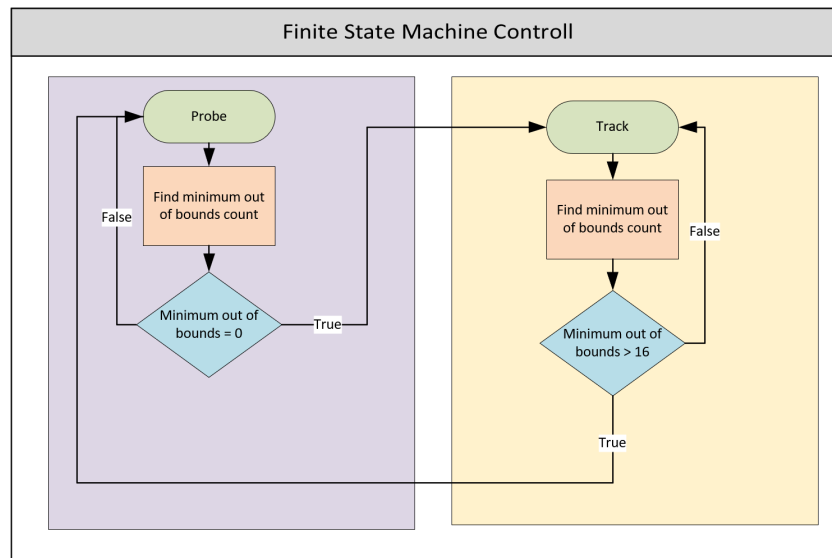 Finite State Machine Controll
Probe
Find minimum out
of bounds count
False
Minimum out of
bounds = 0
True
Track
Find minimum out
of bounds count
False
Minimum out of
bounds > 16
True